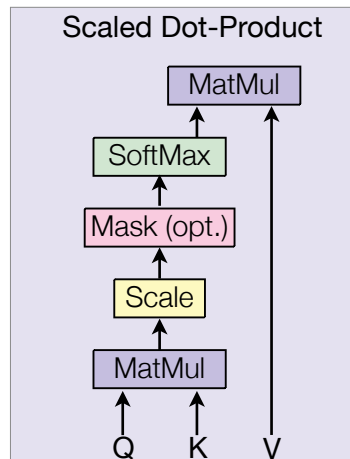 Scaled Dot-Product
MatMul
SoftMax
Mask (opt.)
Scale
MatMul
Q K V